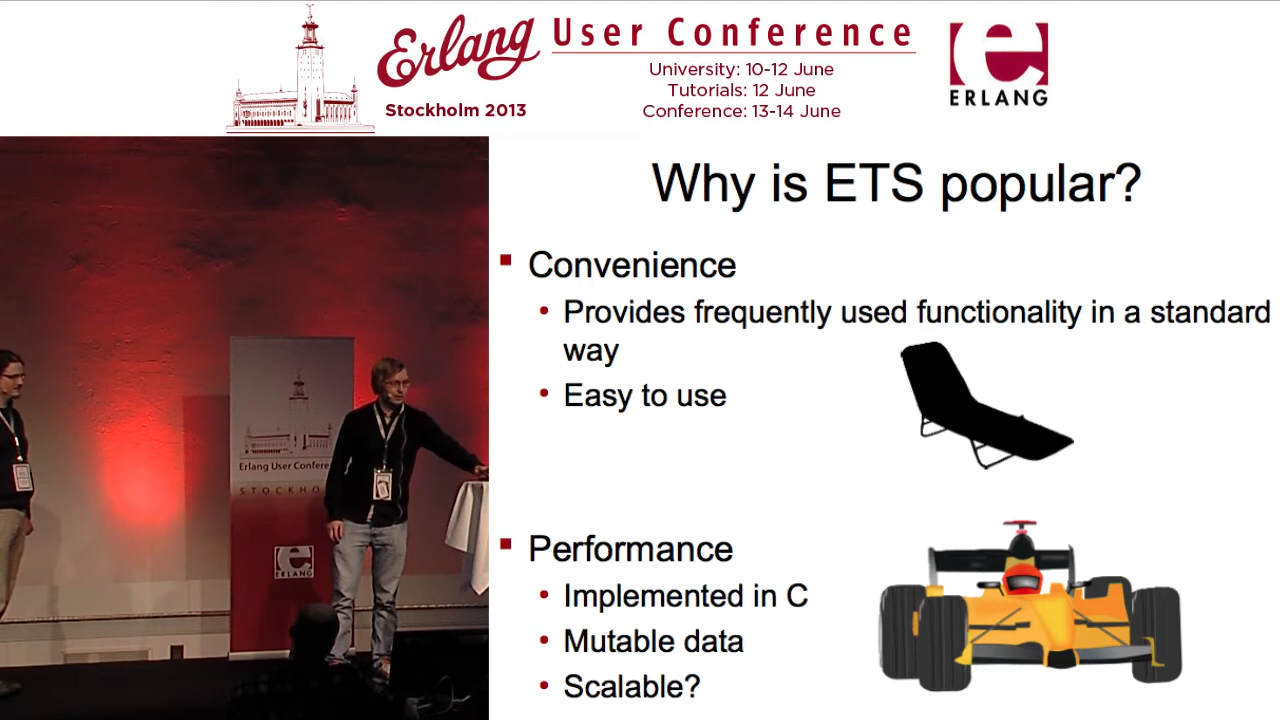 Erlang User Conference
Stockholm 2013
University: 10-12 June
Tutorials: 12 June
Conference: 13-14 June
ERLANG
Erlang User Confere
STOCKHO
ERLANG
Why is ETS popular?
Convenience
Provides frequently used functionality in a standard
way
Easy to use
Performance
Implemented in C
Mutable data
Scalable?